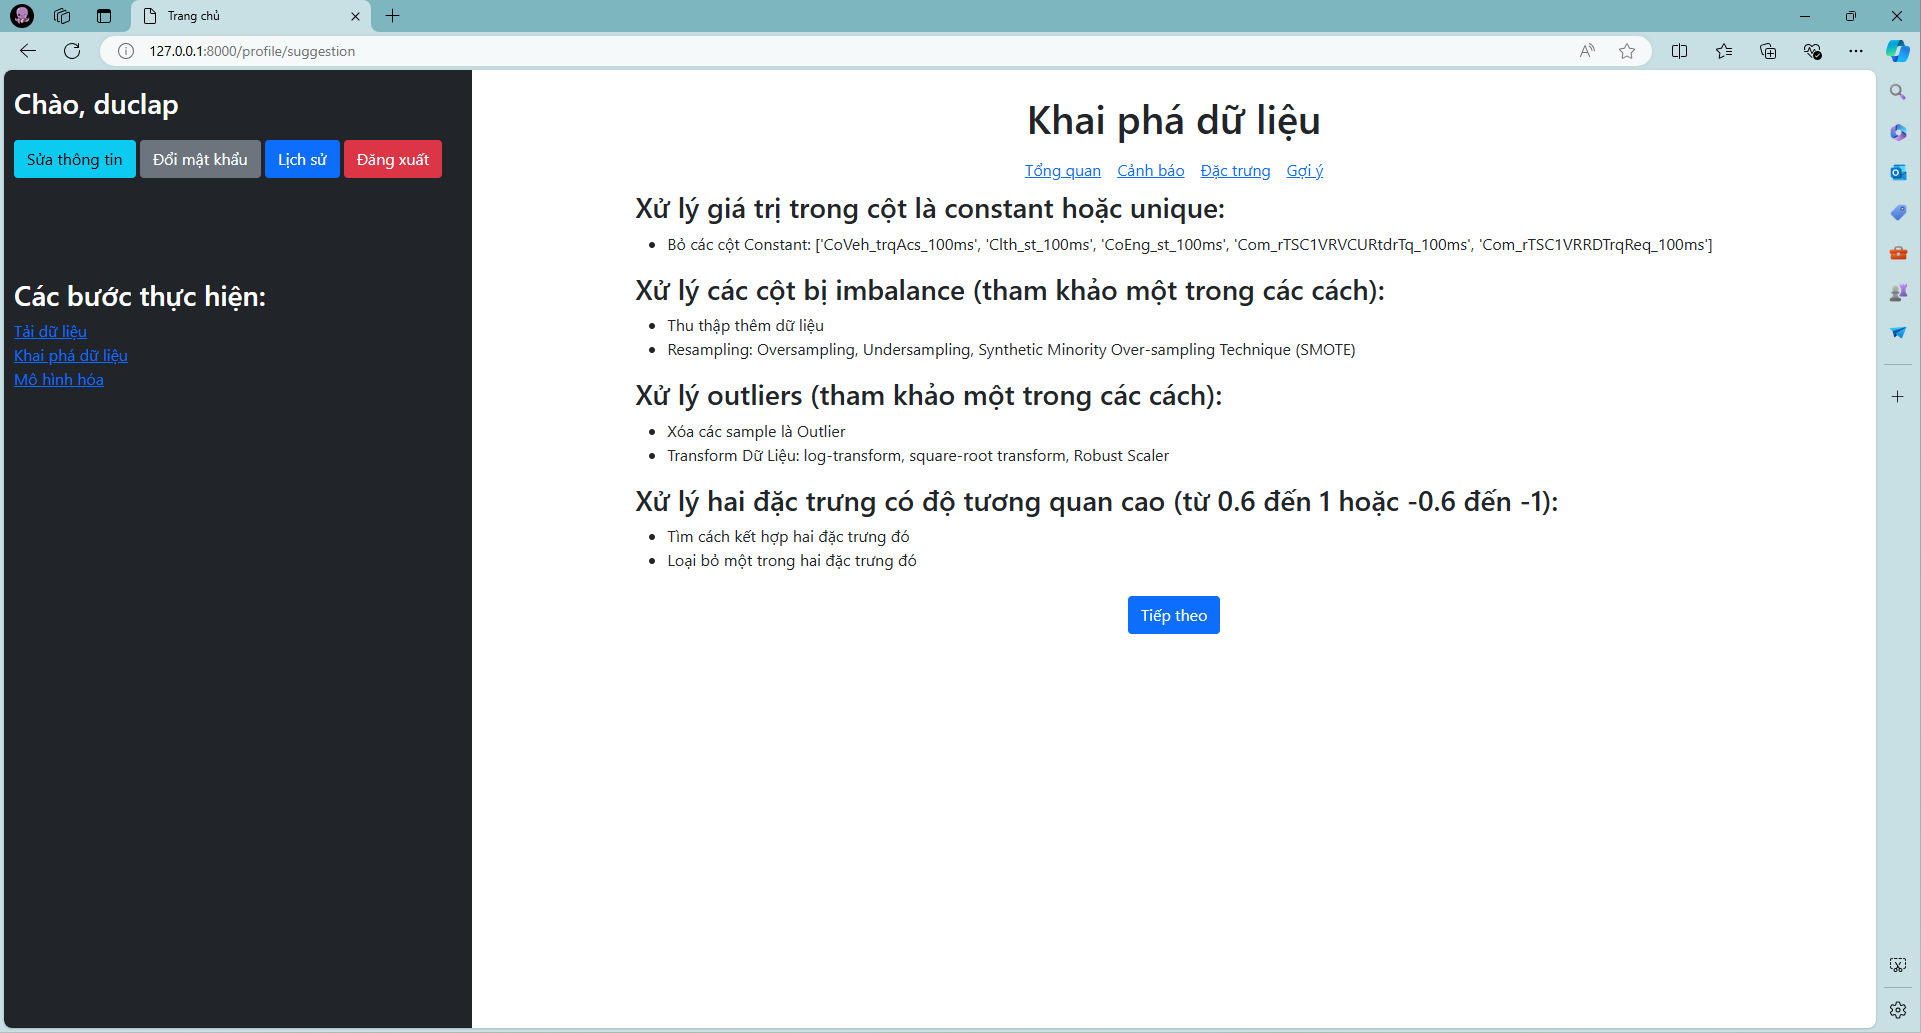 Trang chủ
127.0.0.1:8000/profile/suggestion
Chào, duclap
Sửa thông tin
Đổi mật khẩu
Lịch sử
Đăng xuất
Các bước thực hiện:
Tải dữ liệu
Khai phá dữ liệu
Mô hình hóa
Khai phá dữ liệu
Tổng quan Cảnh báo Đặc trưng Gợi ý
Xử lý giá trị trong cột là constant hoặc unique:
• Bỏ các cột Constant: ['CoVeh_trqAcs_100ms', 'Clth_st_100ms', 'CoEng_st_100ms', 'Com_rTSC1VRVCURtdrTq_100ms', 'Com_rTSC1VRRDTrqReq_100ms']
Xử lý các cột bị imbalance (tham khảo một trong các cách):
• Thu thập thêm dữ liệu
• Resampling: Oversampling, Undersampling, Synthetic Minority Over-sampling Technique (SMOTE)
Xử lý outliers (tham khảo một trong các cách):
• Xóa các sample là Outlier
• Transform Dữ Liệu: log-transform, square-root transform, Robust Scaler
Xử lý hai đặc trưng có độ tương quan cao (từ 0.6 đến 1 hoặc -0.6 đến -1):
• Tìm cách kết hợp hai đặc trưng đó
• Loại bỏ một trong hai đặc trưng đó
Tiếp theo